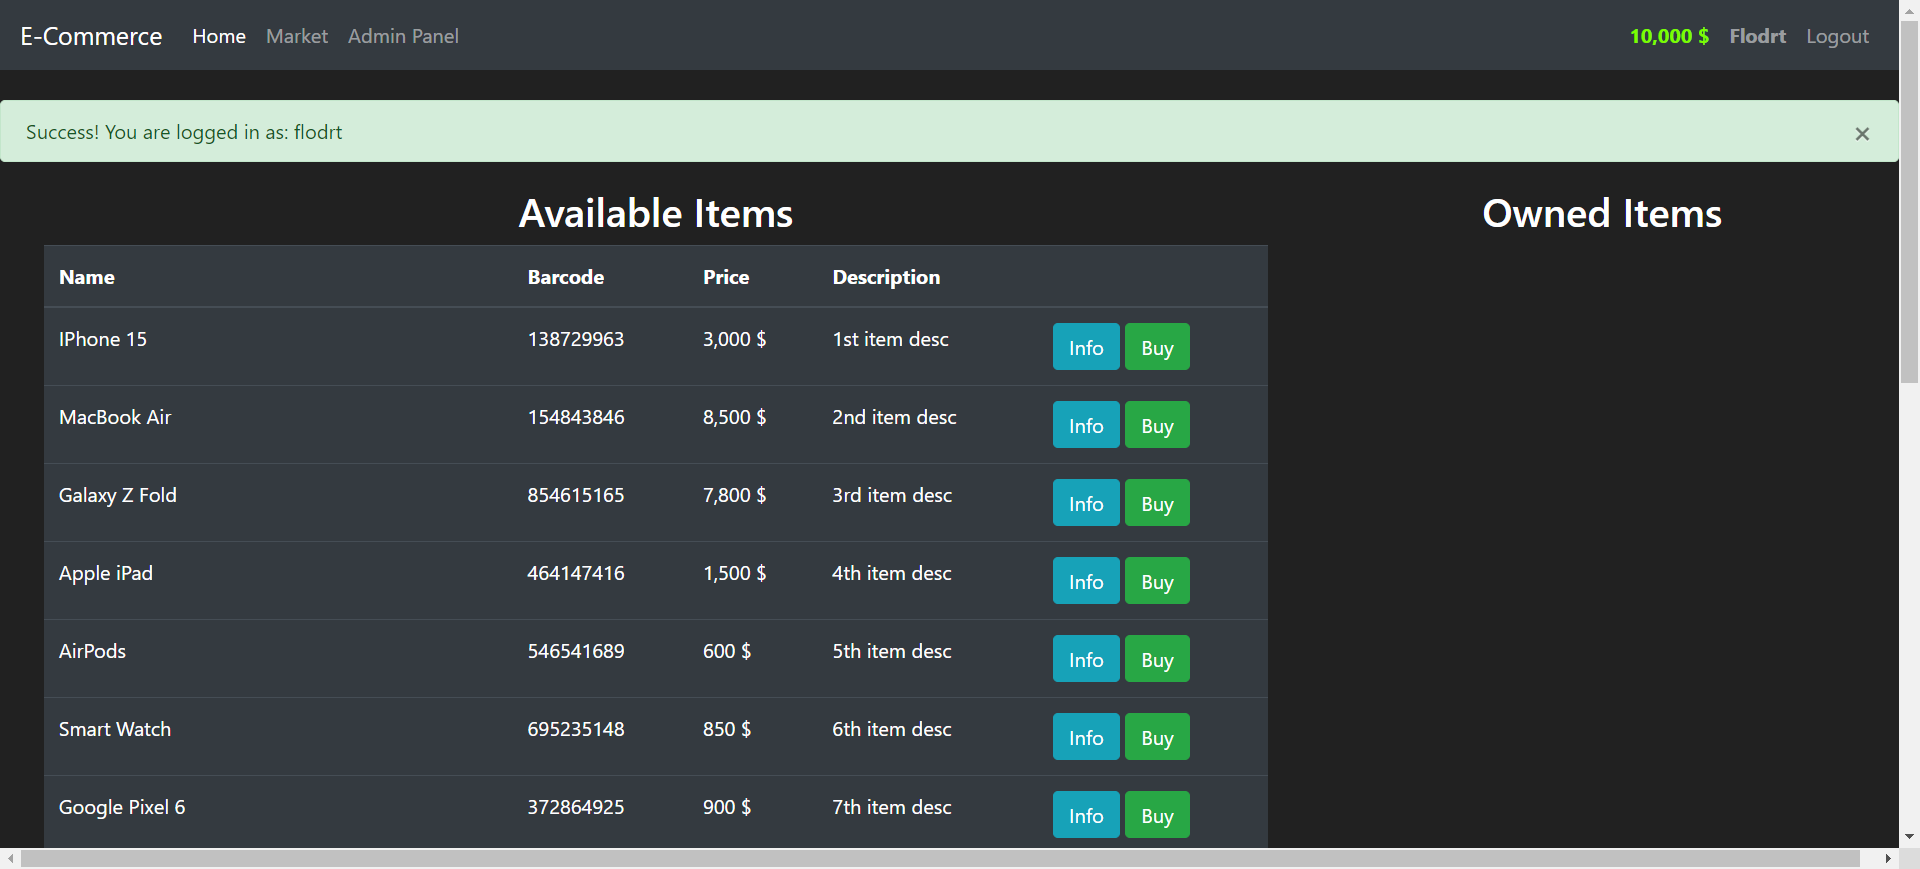 E-Commerce Home Market Admin Panel 10,000 $ Flodrt Logout
Success! You are logged in as: flodrt ×
Available Items
Owned Items
Name Barcode Price Description
IPhone 15 138729963 3,000 $ 1st item desc Info Buy
MacBook Air 154843846 8,500 $ 2nd item desc Info Buy
Galaxy Z Fold 854615165 7,800 $ 3rd item desc Info Buy
Apple iPad 464147416 1,500 $ 4th item desc Info Buy
AirPods 546541689 600 $ 5th item desc Info Buy
Smart Watch 695235148 850 $ 6th item desc Info Buy
Google Pixel 6 372864925 900 $ 7th item desc Info Buy